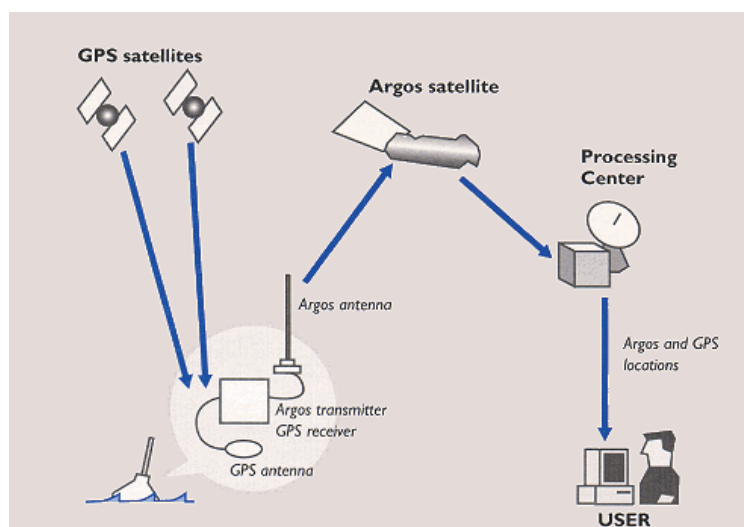 GPS satellites
Argos satellite
Processing
Center
Argos antenna
Argos and GPS
locations
Argos transmitter
GPS receiver
GPS antenna
USER